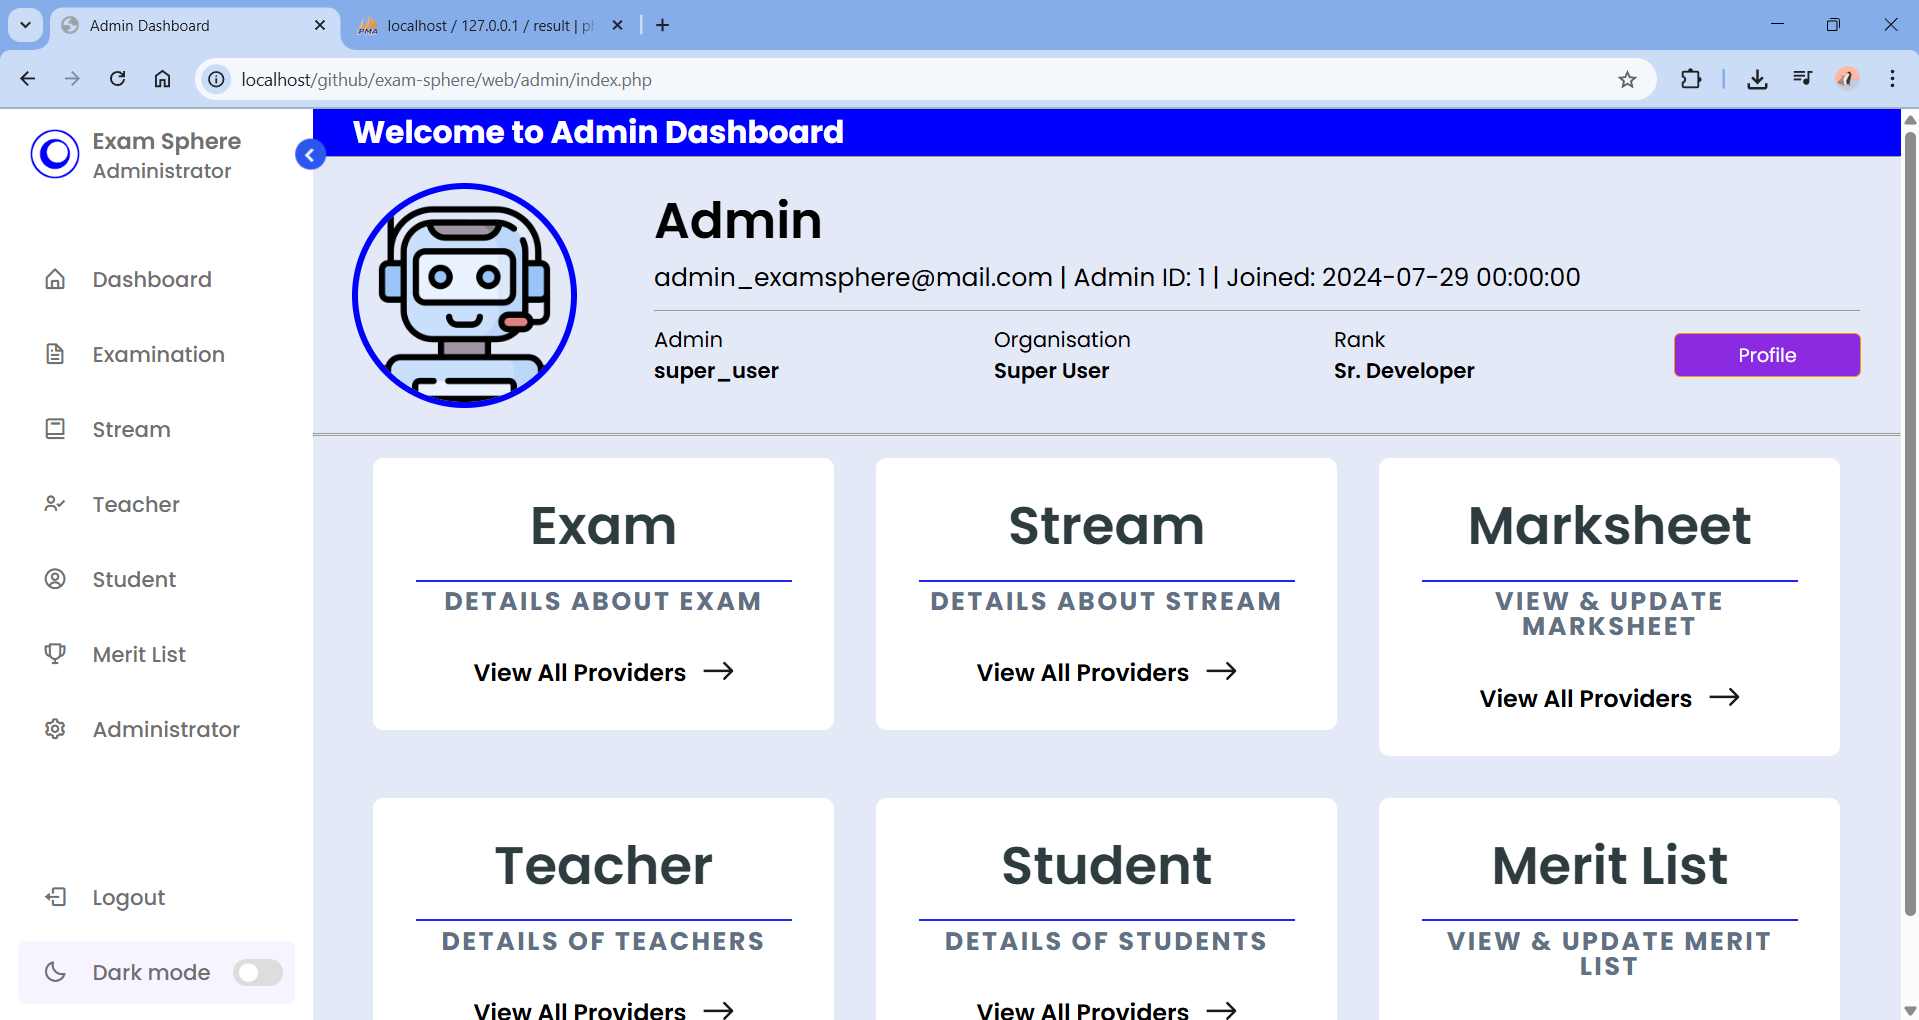 Admin Dashboard
localhost / 127.0.0.1 / result | ph
localhost/github/exam-sphere/web/admin/index.php
Exam Sphere
Administrator
Dashboard
Examination
Stream
Teacher
Student
Merit List
Administrator
Logout
Dark mode
Welcome to Admin Dashboard
Admin
admin_examsphere@mail.com | Admin ID: 1 | Joined: 2024-07-29 00:00:00
Admin
super_user
Organisation
Super User
Rank
Sr. Developer
Profile
Exam
DETAILS ABOUT EXAM
View All Providers
Stream
DETAILS ABOUT STREAM
View All Providers
Marksheet
VIEW & UPDATE
MARKSHEET
View All Providers
Teacher
DETAILS OF TEACHERS
View All Providers
Student
DETAILS OF STUDENTS
View All Providers
Merit List
VIEW & UPDATE MERIT
LIST